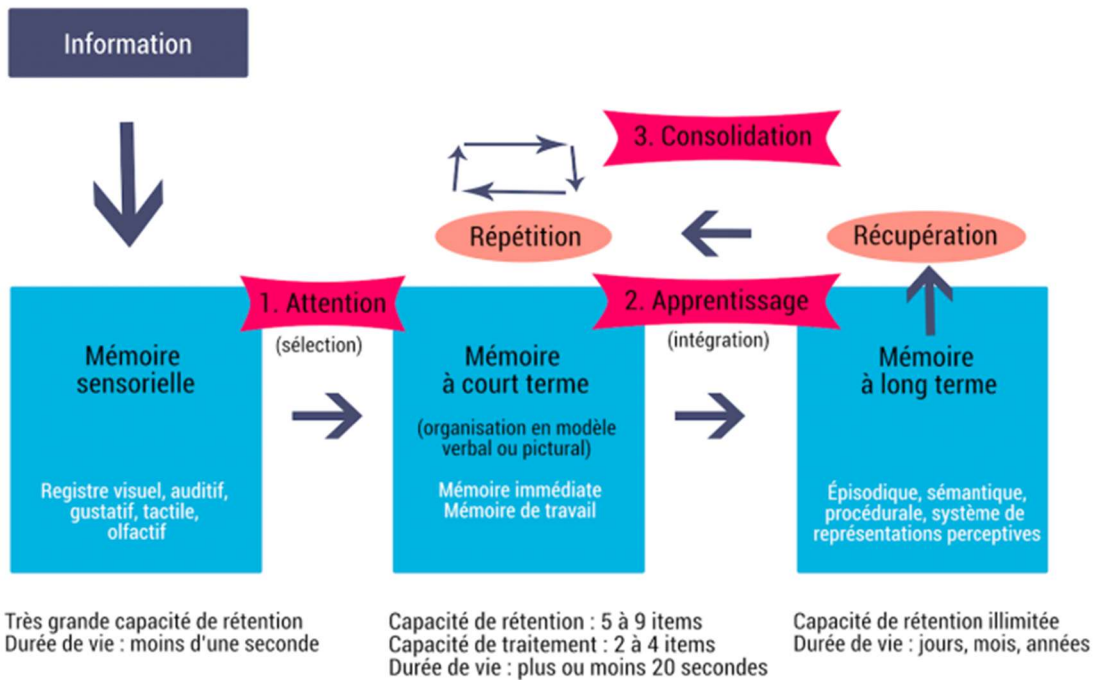 Information
3. Consolidation
Répétition
Récupération
1. Attention
(sélection)
2. Apprentissage
(intégration)
Mémoire
sensorielle
Registre visuel, auditif,
gustatif, tactile,
olfactif
Mémoire
à court terme
(organisation en modèle
verbal ou pictural)
Mémoire immédiate
Mémoire de travail
Mémoire
à long terme
Épisodique, sémantique,
procédurale, système de
représentations perceptives
Très grande capacité de rétention
Durée de vie : moins d'une seconde
Capacité de rétention : 5 à 9 items
Capacité de traitement : 2 à 4 items
Durée de vie : plus ou moins 20 secondes
Capacité de rétention illimitée
Durée de vie : jours, mois, années